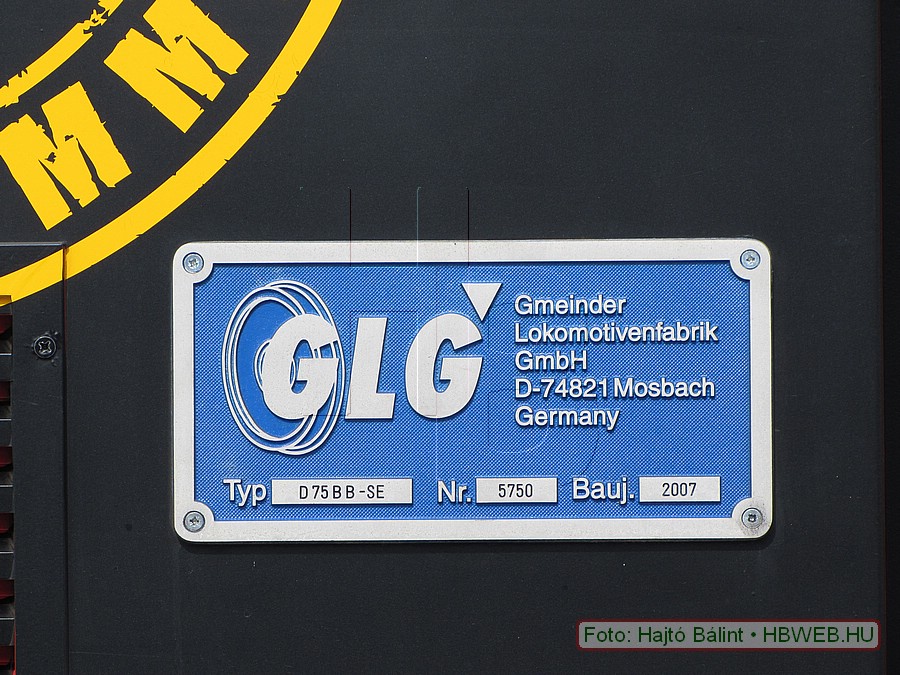 MM
GLG
Gmeinder
Lokomotivenfabrik
GmbH
D-74821 Mosbach
Germany
Typ D75BB-SE Nr. 5750 Bauj. 2007
Foto: Hajtó Bálint • HBWEB.HU